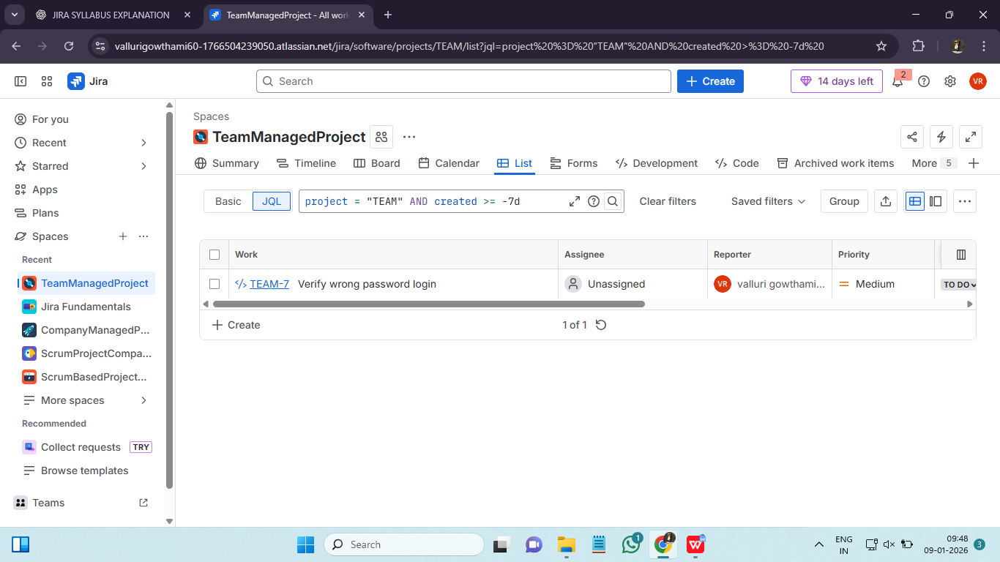 JIRA SYLLABUS EXPLANATION
TeamManagedProject - All work
vallurigowthami60-1766504239050.atlassian.net/jira/software/projects/TEAM/list?jql=project%20%3D%20"TEAM"%20AND%20created%20>%3D%20-7d%20
Jira
Search
Create
14 days left
2
VR
For you
Recent
Starred
Apps
Plans
Spaces
Recent
TeamManagedProject
Jira Fundamentals
CompanyManagedP...
ScrumProjectCompa...
ScrumBasedProject...
More spaces
Recommended
Collect requests TRY
Browse templates
Teams
Spaces
TeamManagedProject
Summary Timeline Board Calendar List Forms Development Code Archived work items More 5
Basic JQL project = "TEAM" AND created >= -7d Clear filters Saved filters Group
Work Assignee Reporter Priority
TEAM-7 Verify wrong password login Unassigned VR valluri gowthami... Medium TO DO
Create 1 of 1
Search
1
ENG
IN
09:48
09-01-2026
3